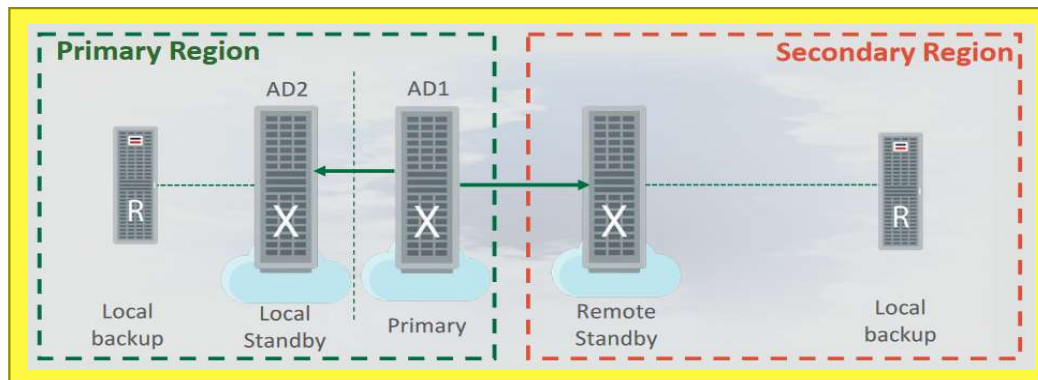 Primary Region
Secondary Region
AD2
AD1
R
X
X
X
R
Local
backup
Local
Standby
Primary
Remote
Standby
Local
backup